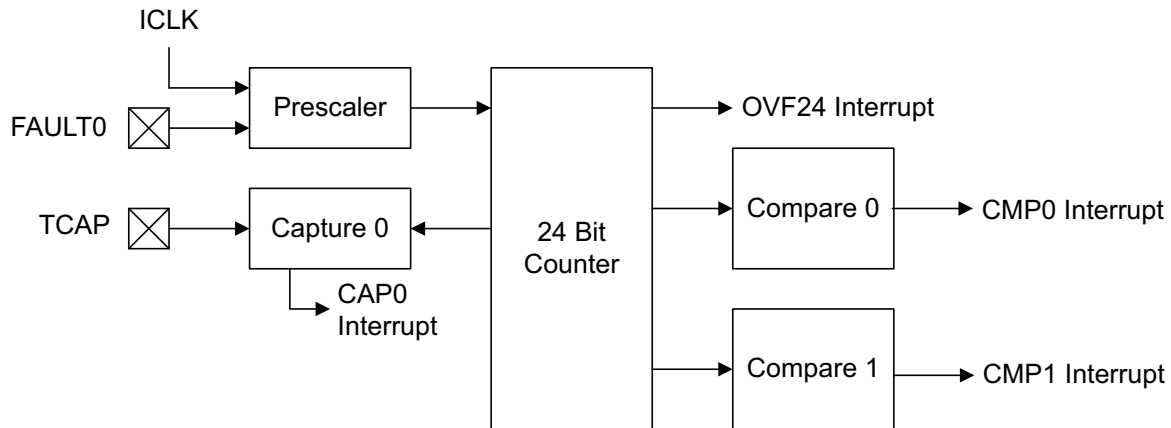 ICLK
Prescaler
FAULT0
OVF24 Interrupt
TCAP
Capture 0
24 Bit
Counter
Compare 0
CMP0 Interrupt
CAP0
Interrupt
Compare 1
CMP1 Interrupt